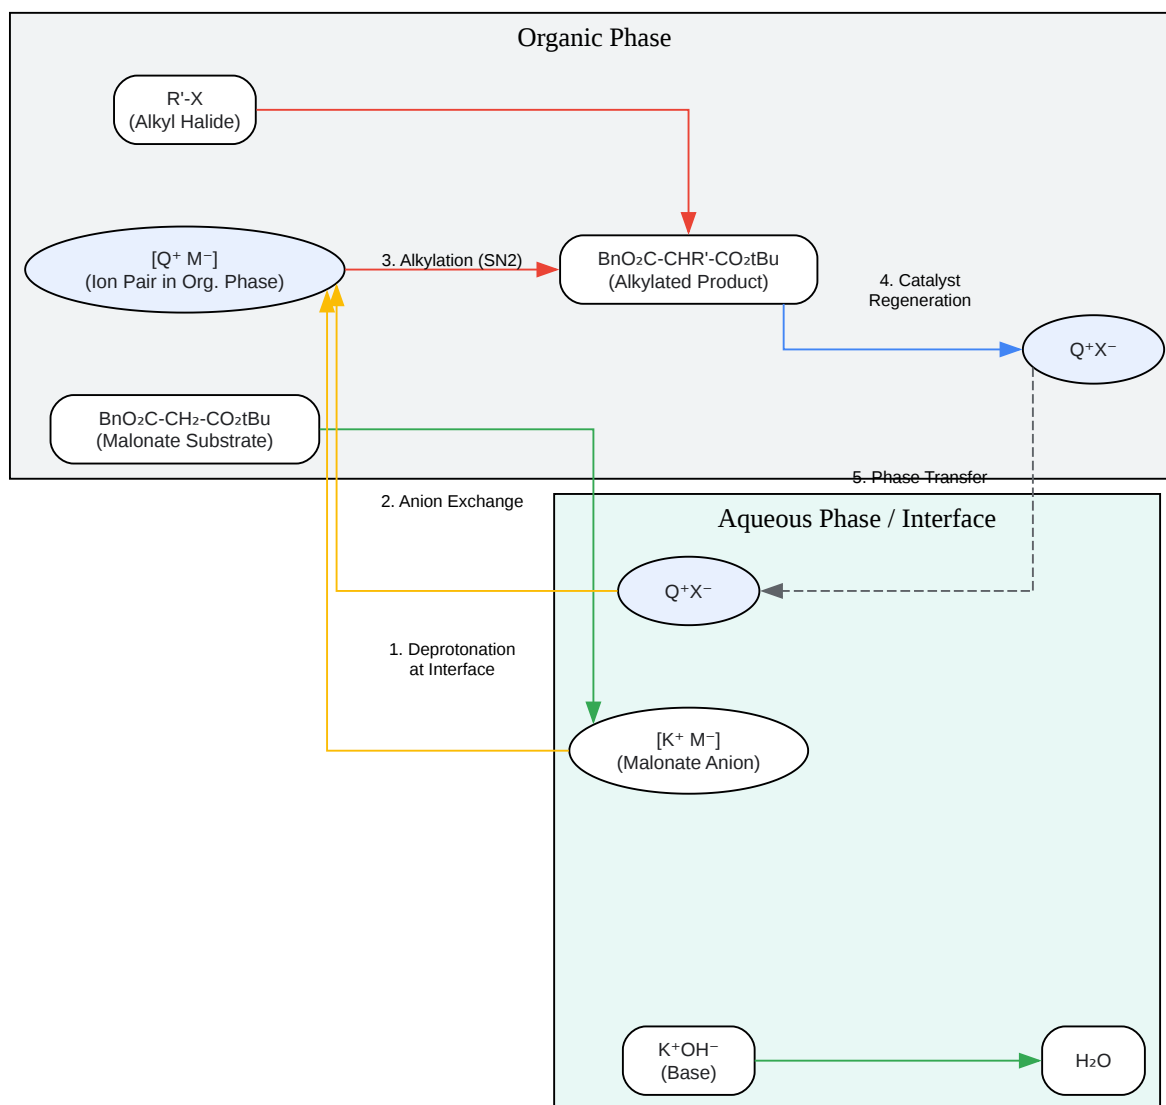 Organic Phase
R'-X
(Alkyl Halide)
[Q⁺ M⁻]
(Ion Pair in Org. Phase)
3. Alkylation (SN2)
BnO₂C-CHR'-CO₂tBu
(Alkylated Product)
4. Catalyst
Regeneration
Q⁺X⁻
BnO₂C-CH₂-CO₂tBu
(Malonate Substrate)
5. Phase Transfer
2. Anion Exchange
Aqueous Phase / Interface
Q⁺X⁻
1. Deprotonation
at Interface
[K⁺ M⁻]
(Malonate Anion)
K⁺OH⁻
(Base)
H₂O